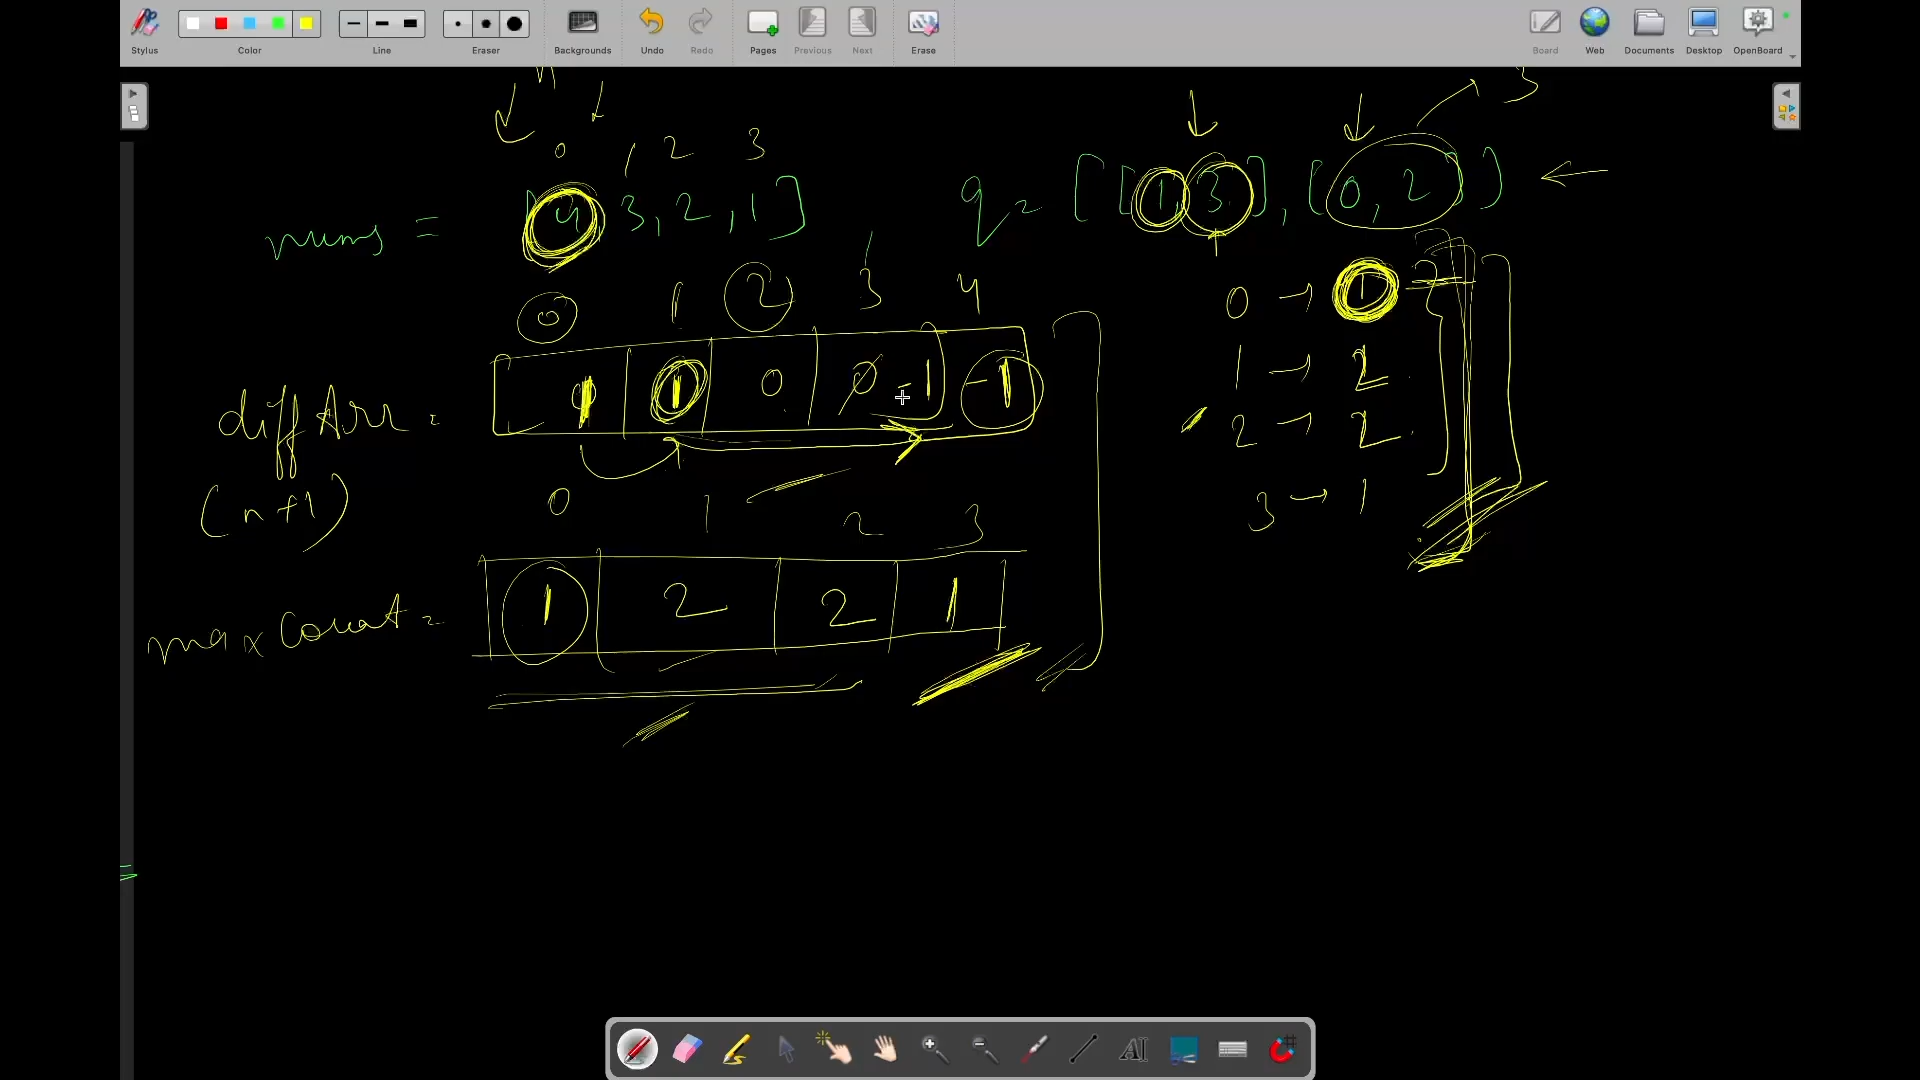 Stylus Color Line Eraser Backgrounds Undo Redo Pages Previous Next Erase Board Web Documents Desktop OpenBoard
n 3
0 1 2 3
nums = [4, 3, 2, 1] q = [[1, 3], [0, 2]]
0 1 2 3 4
0 → 1 2
diffArr = 1 1 0 0 -1 -1
1 → 2
2 → 2
(n+1)
3 → 1
0 1 2 3
maxCount = 1 2 2 1
=
AI